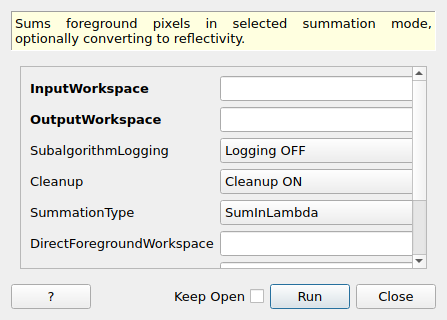 Sums foreground pixels in selected summation mode,
optionally converting to reflectivity.
InputWorkspace
OutputWorkspace
SubalgorithmLogging Logging OFF
Cleanup Cleanup ON
SummationType SumInLambda
DirectForegroundWorkspace
? Keep Open Run Close